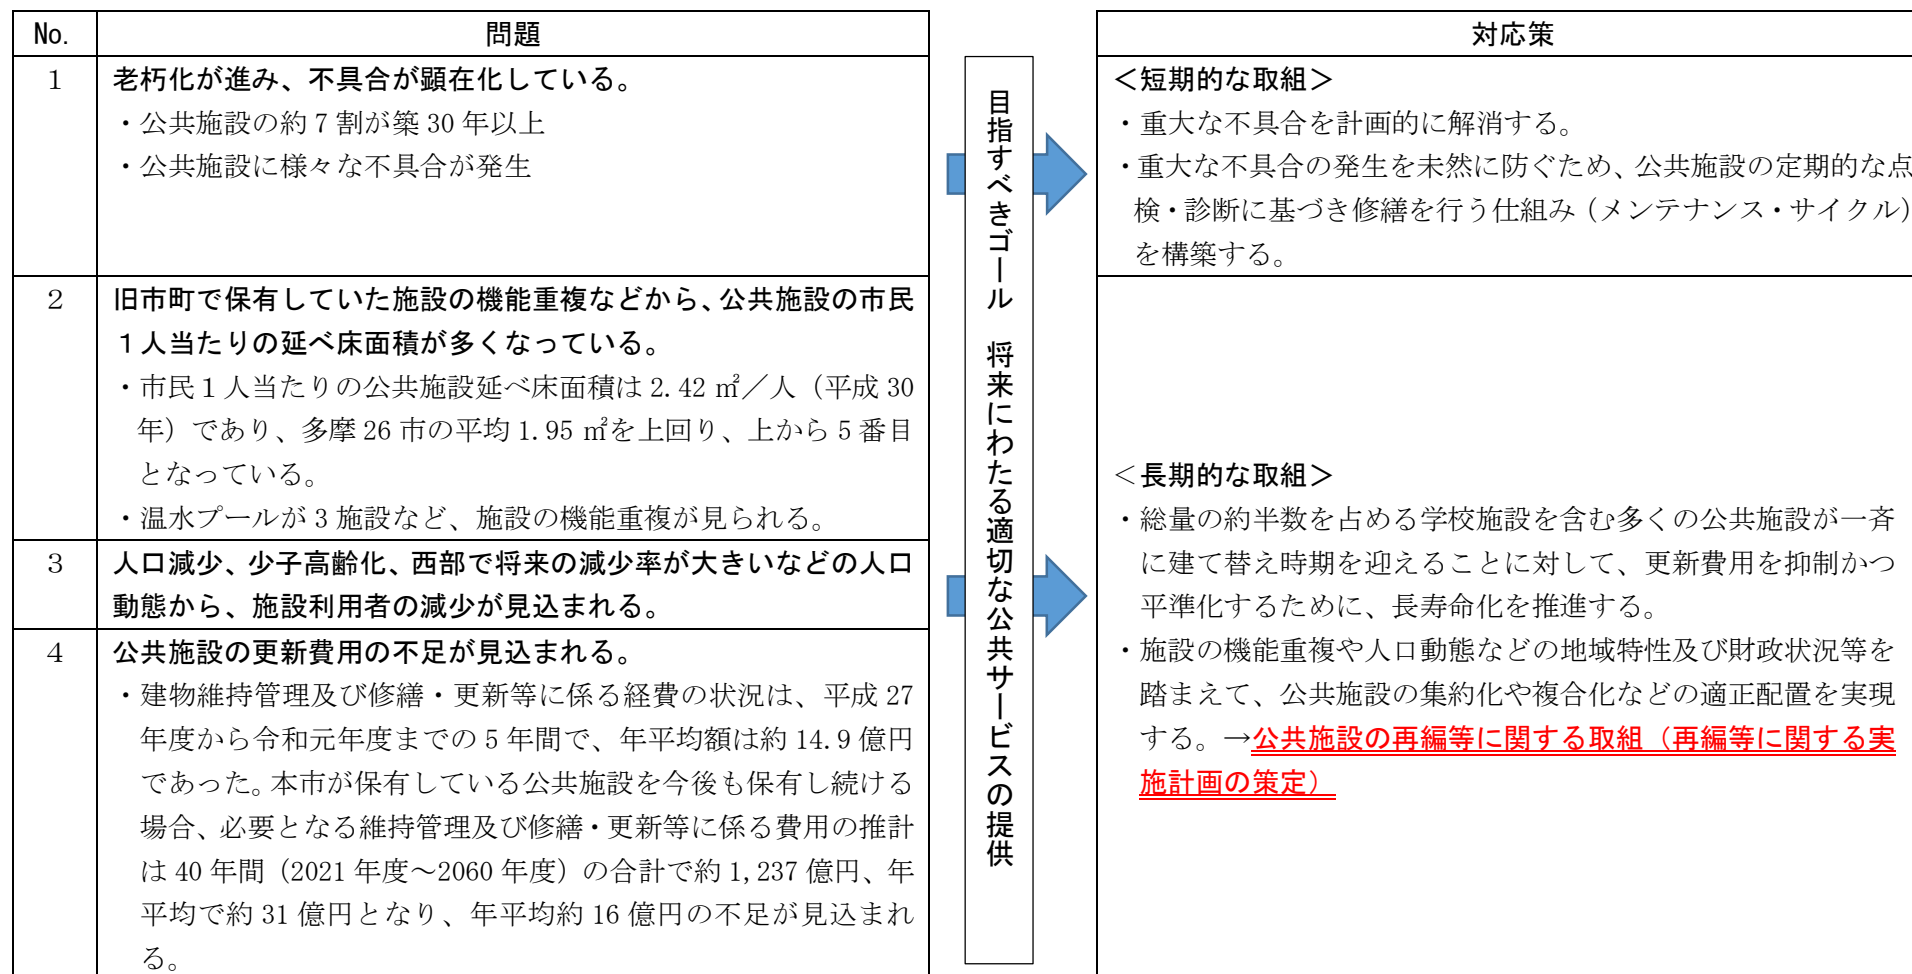 No.
問題
1
老朽化が進み、不具合が顕在化している。
・公共施設の約7割が築30年以上
・公共施設に様々な不具合が発生
2
旧市町で保有していた施設の機能重複などから、公共施設の市民
1人当たりの延べ床面積が多くなっている。
・市民1人当たりの公共施設延べ床面積は2.42㎡/人(平成30
年)であり、多摩26市の平均1.95㎡を上回り、上から5番目
となっている。
・温水プールが3施設など、施設の機能重複が見られる。
3
人口減少、少子高齢化、西部で将来の減少率が大きいなどの人口
動態から、施設利用者の減少が見込まれる。
4
公共施設の更新費用の不足が見込まれる。
・建物維持管理及び修繕・更新等に係る経費の状況は、平成27
年度から令和元年度までの5年間で、年平均額は約14.9億円
であった。本市が保有している公共施設を今後も保有し続ける
場合、必要となる維持管理及び修繕・更新等に係る費用の推計
は40年間(2021年度~2060年度)の合計で約1,237億円、年
平均で約31億円となり、年平均約16億円の不足が見込まれ
る。
目指すべきゴール 将来にわたる適切な公共サービスの提供
対応策
<短期的な取組>
・重大な不具合を計画的に解消する。
・重大な不具合の発生を未然に防ぐため、公共施設の定期的な点
検・診断に基づき修繕を行う仕組み(メンテナンス・サイクル)
を構築する。
<長期的な取組>
・総量の約半数を占める学校施設を含む多くの公共施設が一斉
に建て替え時期を迎えることに対して、更新費用を抑制かつ
平準化するために、長寿命化を推進する。
・施設の機能重複や人口動態などの地域特性及び財政状況等を
踏まえて、公共施設の集約化や複合化などの適正配置を実現
する。→公共施設の再編等に関する取組(再編等に関する実
施計画の策定)